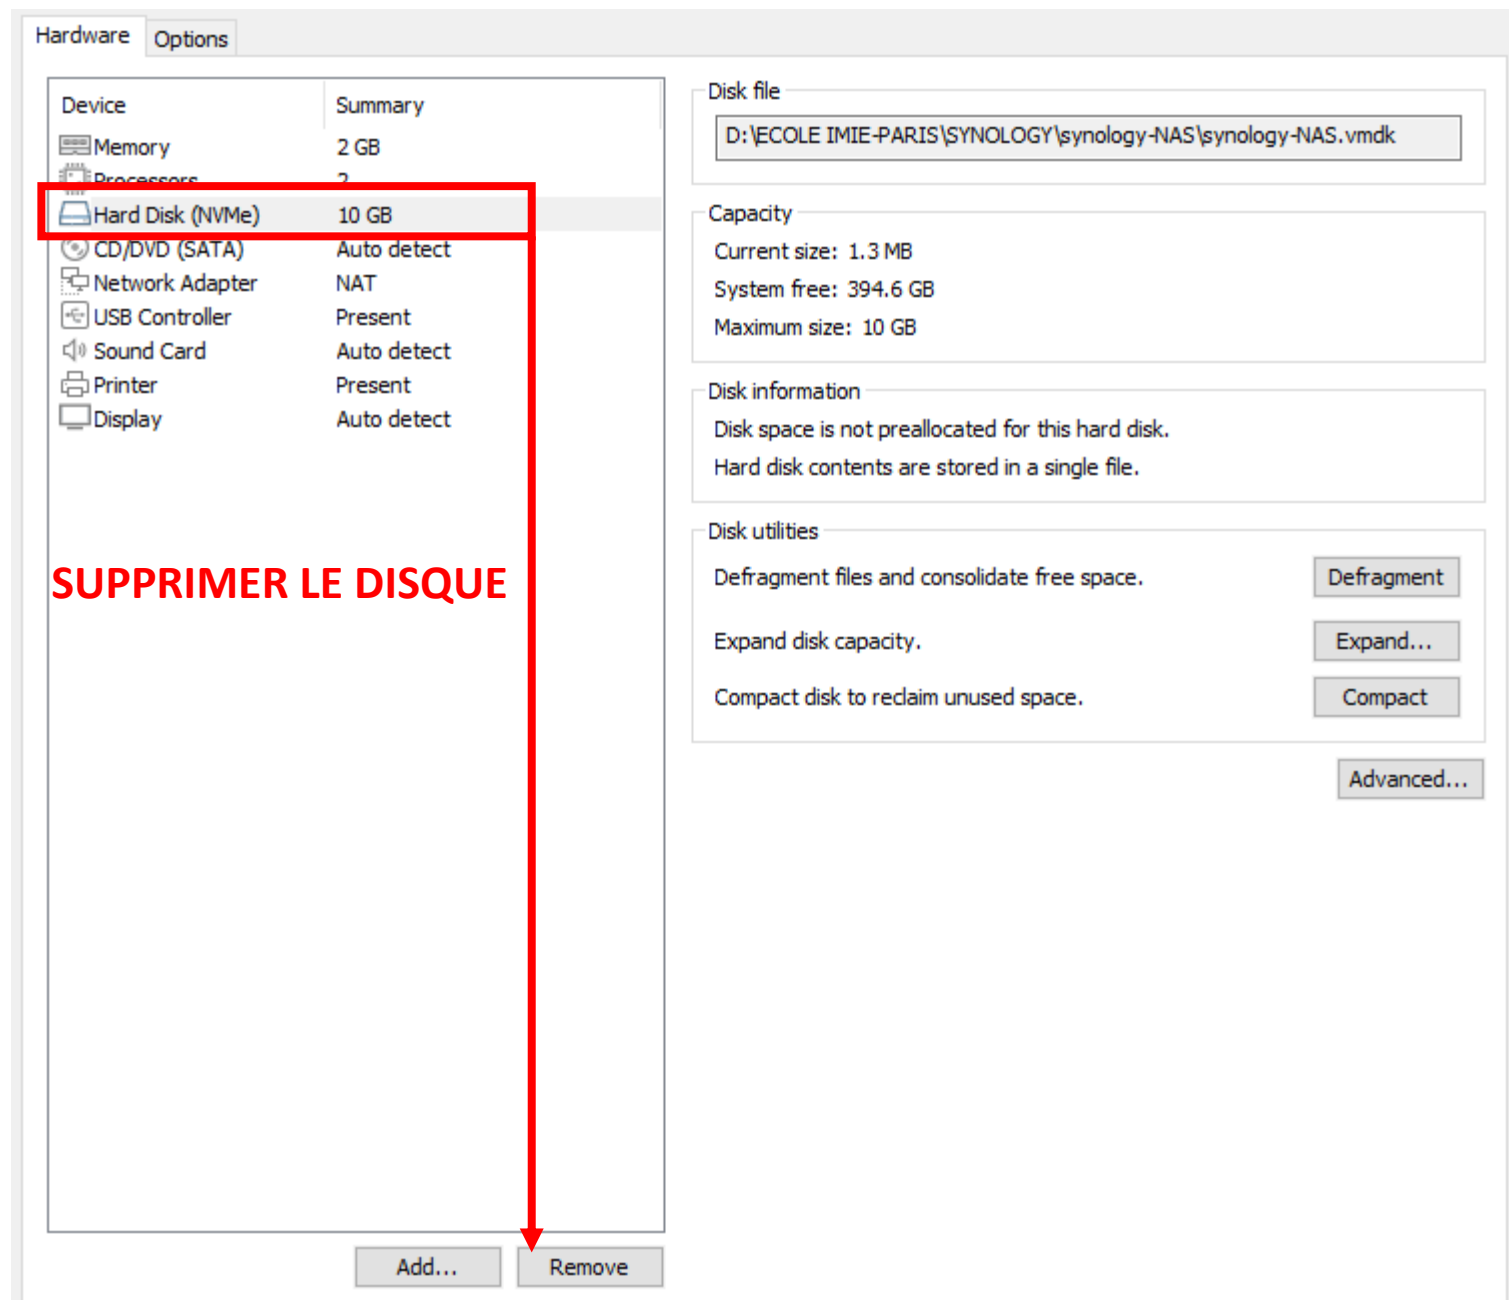 Hardware Options
Device Summary
Memory 2 GB
Processors 2
Hard Disk (NVMe) 10 GB
CD/DVD (SATA) Auto detect
Network Adapter NAT
USB Controller Present
Sound Card Auto detect
Printer Present
Display Auto detect
SUPPRIMER LE DISQUE
Add... Remove
Disk file
D:\ECOLE IMIE-PARIS\SYNOLOGY\synology-NAS\synology-NAS.vmdk
Capacity
Current size: 1.3 MB
System free: 394.6 GB
Maximum size: 10 GB
Disk information
Disk space is not preallocated for this hard disk.
Hard disk contents are stored in a single file.
Disk utilities
Defragment files and consolidate free space. Defragment
Expand disk capacity. Expand...
Compact disk to reclaim unused space. Compact
Advanced...